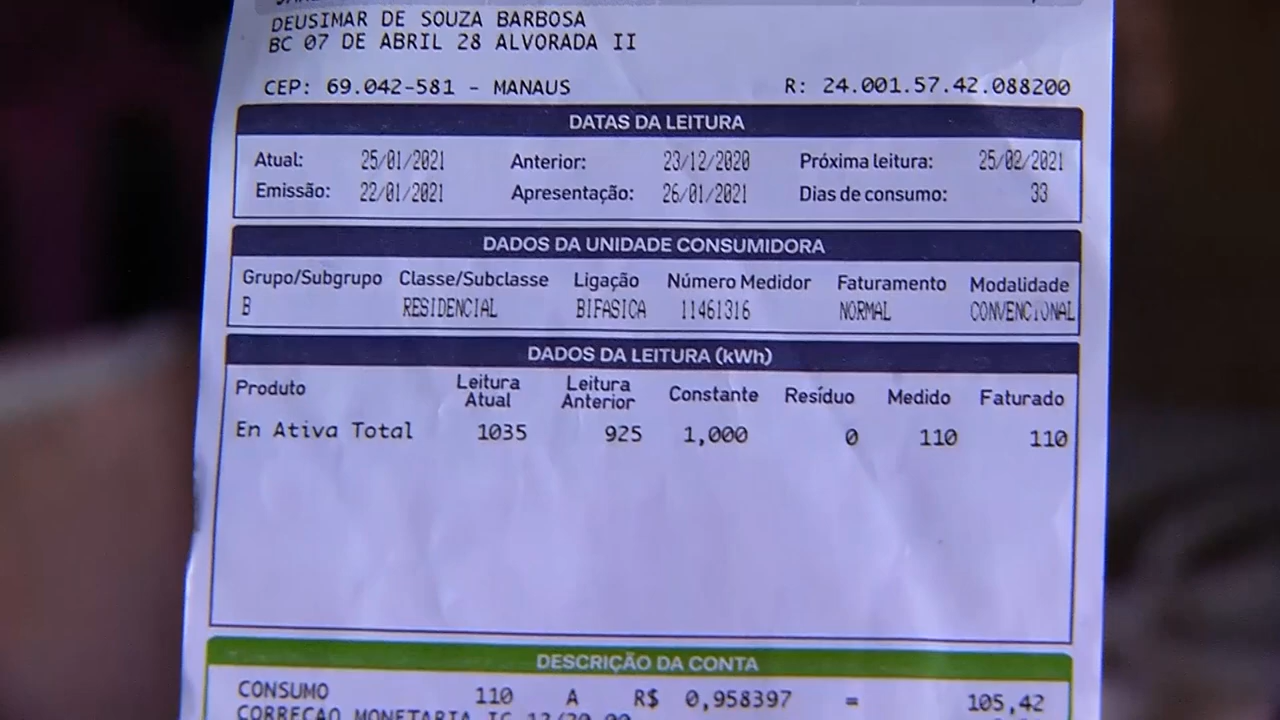 DEUSIMAR DE SOUZA BARBOSA
BC 07 DE ABRIL 28 ALVORADA II
CEP: 69.042-581 - MANAUS R: 24.001.57.42.088200
DATAS DA LEITURA
Atual: 25/01/2021 Anterior: 23/12/2020 Próxima leitura: 25/02/2021
Emissão: 22/01/2021 Apresentação: 26/01/2021 Dias de consumo: 33
DADOS DA UNIDADE CONSUMIDORA
Grupo/Subgrupo Classe/Subclasse Ligação Número Medidor Faturamento Modalidade
B RESIDENCIAL BIFASICA 11461316 NORMAL CONVENCIONAL
DADOS DA LEITURA (kWh)
Produto Leitura Atual Leitura Anterior Constante Resíduo Medido Faturado
En Ativa Total 1035 925 1,000 0 110 110
DESCRIÇÃO DA CONTA
CONSUMO 110 A R$ 0,958397 = 105,42
CORREÇAO MONETARIA IG 12/20